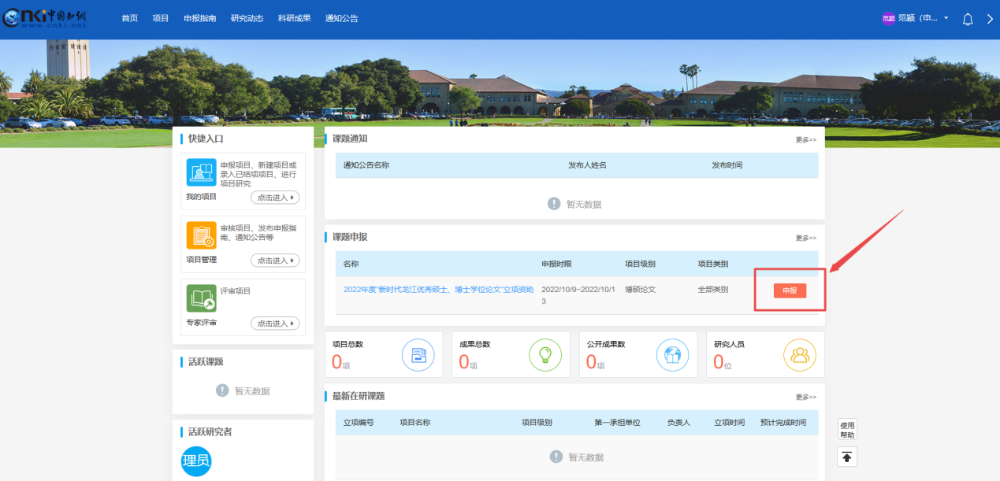 CNKI 中国知网
www.cnki.net
首页 项目 申报指南 研究动态 科研成果 通知公告
范颖 范颖（申...
快捷入口
申报项目、新建项目或
录入已结项项目、进行
项目研究
我的项目 点击进入
审核项目、发布申报指
南、通知公告等
项目管理 点击进入
评审项目
专家评审 点击进入
活跃课题
暂无数据
活跃研究者
理员
课题通知 更多>>
通知公告名称 发布人姓名 发布时间
暂无数据
课题申报 更多>>
名称 申报时限 项目级别 项目类别
2022年度"新时代龙江优秀硕士、博士学位论文"立项资助 2022/10/9~2022/10/1 博硕论文 全部类别 申报
3
项目总数 成果总数 公开成果数 研究人员
0项 0项 0项 0位
最新在研课题 更多>>
立项编号 项目名称 项目级别 第一承担单位 负责人 立项时间 预计完成时间
暂无数据
使用
帮助